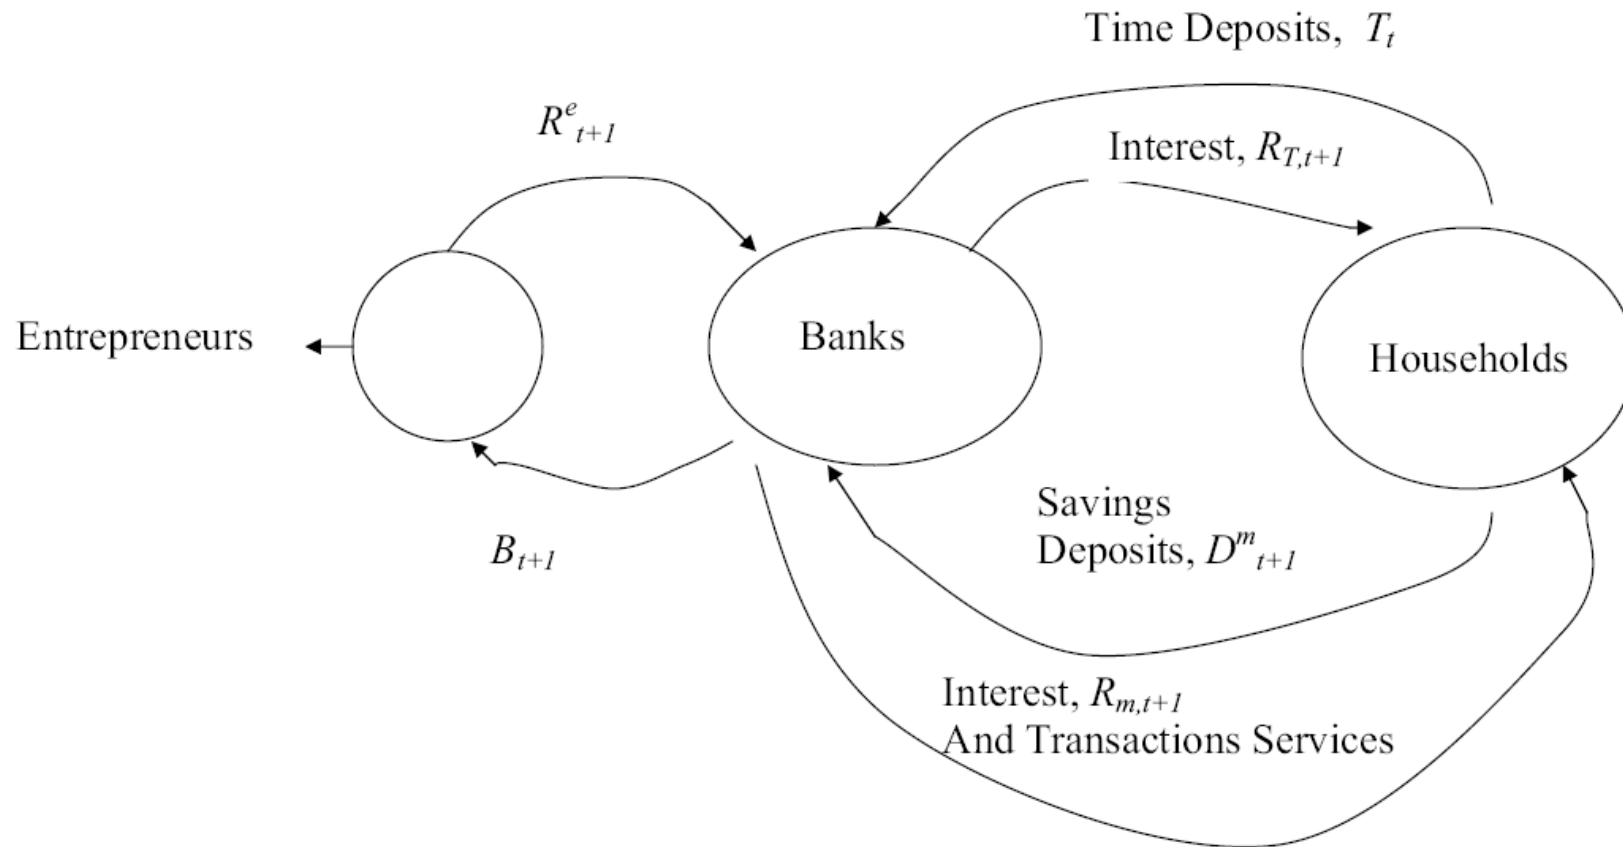 Time Deposits, T_t
R^e_{t+1}
Interest, R_{T,t+1}
Entrepreneurs
Banks
Households
Savings
Deposits, D^m_{t+1}
B_{t+1}
Interest, R_{m,t+1}
And Transactions Services